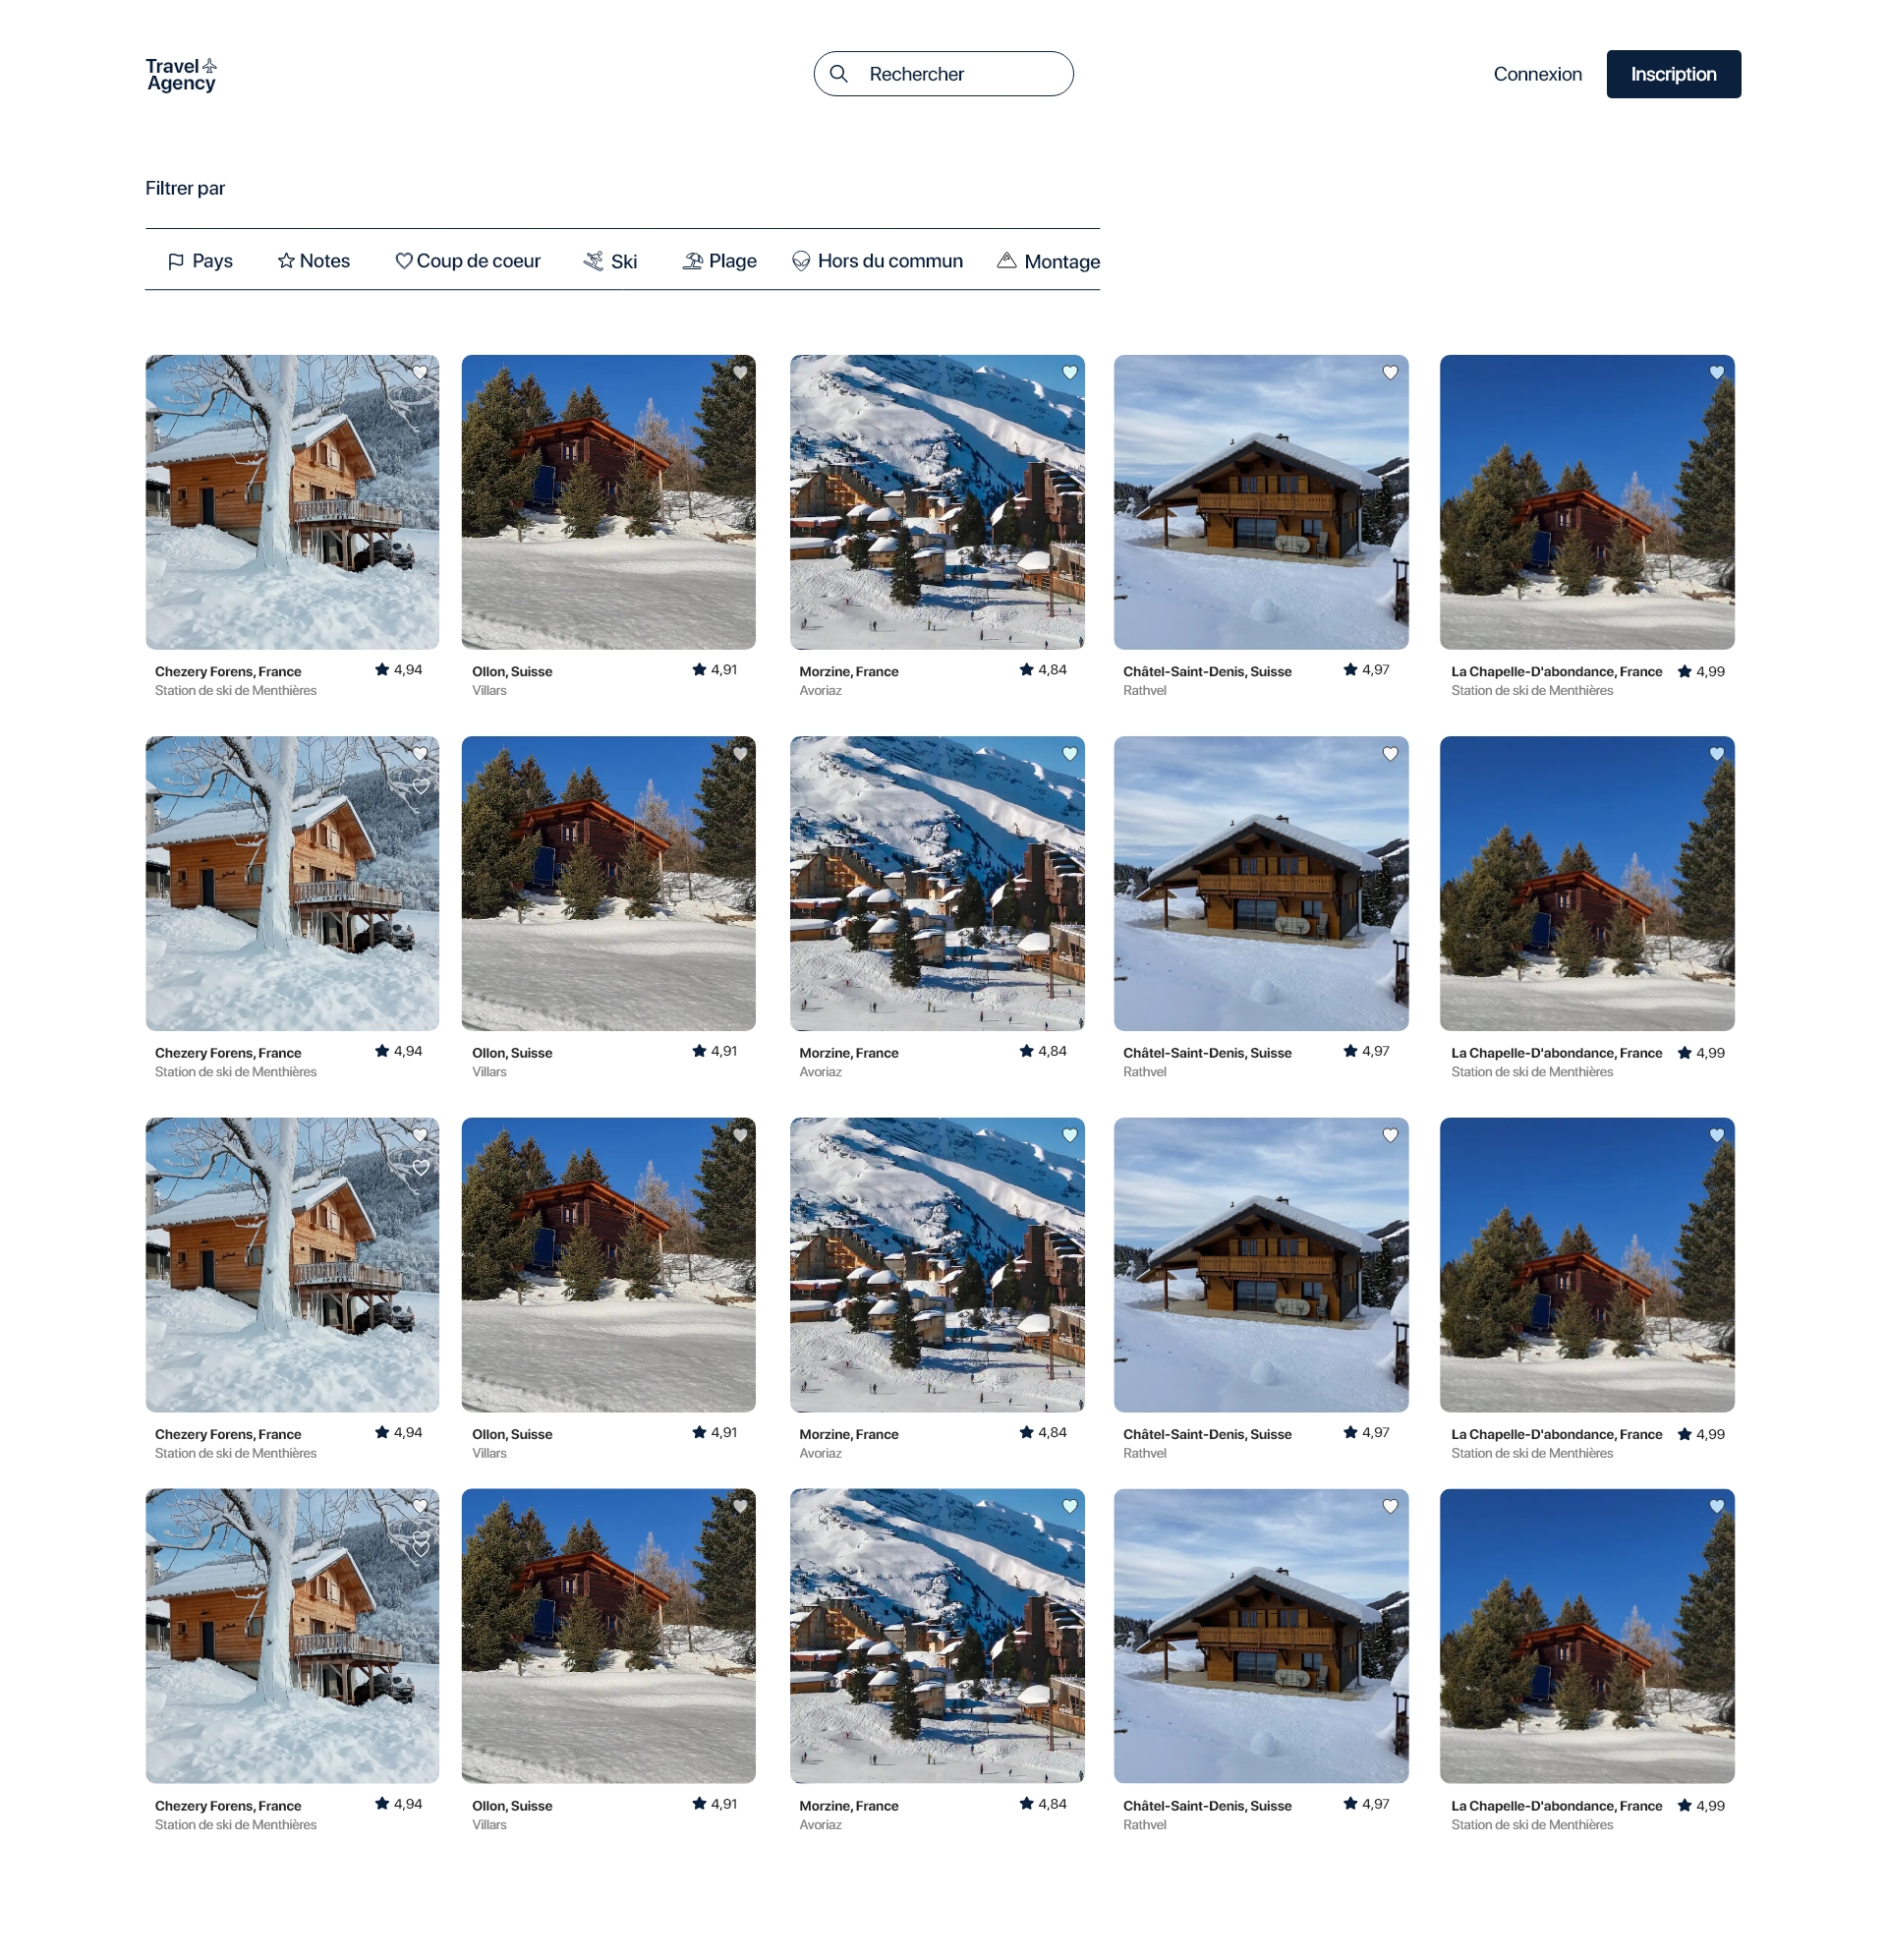 Travel
Agency
Rechercher
Connexion
Inscription
Filtrer par
Pays
Notes
Coup de coeur
Ski
Plage
Hors du commun
Montage
Chezery Forens, France
4,94
Station de ski de Menthières
Ollon, Suisse
4,91
Villars
Morzine, France
4,84
Avoriaz
Châtel-Saint-Denis, Suisse
4,97
Rathvel
La Chapelle-D'abondance, France
4,99
Station de ski de Menthières
Chezery Forens, France
4,94
Station de ski de Menthières
Ollon, Suisse
4,91
Villars
Morzine, France
4,84
Avoriaz
Châtel-Saint-Denis, Suisse
4,97
Rathvel
La Chapelle-D'abondance, France
4,99
Station de ski de Menthières
Chezery Forens, France
4,94
Station de ski de Menthières
Ollon, Suisse
4,91
Villars
Morzine, France
4,84
Avoriaz
Châtel-Saint-Denis, Suisse
4,97
Rathvel
La Chapelle-D'abondance, France
4,99
Station de ski de Menthières
Chezery Forens, France
4,94
Station de ski de Menthières
Ollon, Suisse
4,91
Villars
Morzine, France
4,84
Avoriaz
Châtel-Saint-Denis, Suisse
4,97
Rathvel
La Chapelle-D'abondance, France
4,99
Station de ski de Menthières